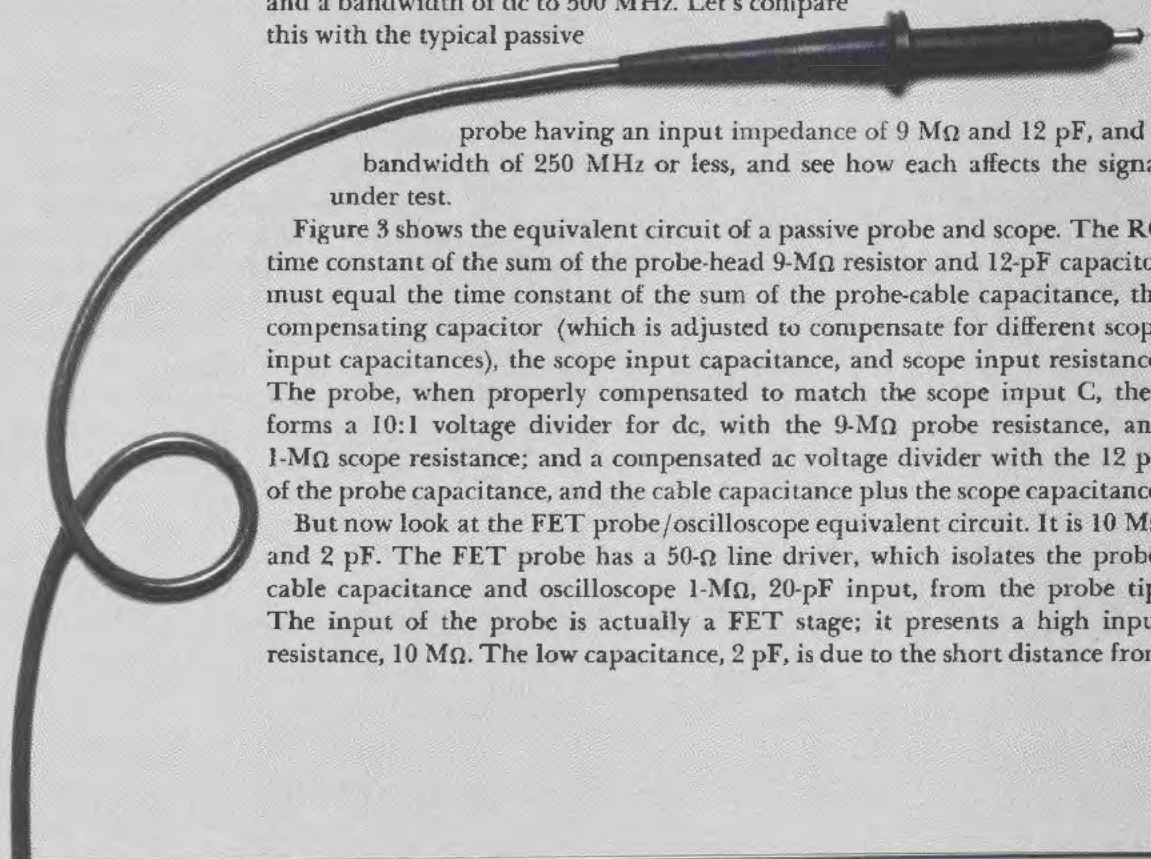 and a bandwidth of dc to 500 MHz. Let's compare
this with the typical passive
probe having an input impedance of 9 MΩ and 12 pF, and
bandwidth of 250 MHz or less, and see how each affects the signa
under test.
Figure 3 shows the equivalent circuit of a passive probe and scope. The R
time constant of the sum of the probe-head 9-MΩ resistor and 12-pF capacito
must equal the time constant of the sum of the probe-cable capacitance, th
compensating capacitor (which is adjusted to compensate for different scop
input capacitances), the scope input capacitance, and scope input resistance
The probe, when properly compensated to match the scope input C, the
forms a 10:1 voltage divider for dc, with the 9-MΩ probe resistance, an
1-MΩ scope resistance; and a compensated ac voltage divider with the 12 p
of the probe capacitance, and the cable capacitance plus the scope capacitance
But now look at the FET probe/oscilloscope equivalent circuit. It is 10 M
and 2 pF. The FET probe has a 50-Ω line driver, which isolates the probe
cable capacitance and oscilloscope 1-MΩ, 20-pF input, from the probe tip
The input of the probe is actually a FET stage; it presents a high inpu
resistance, 10 MΩ. The low capacitance, 2 pF, is due to the short distance from